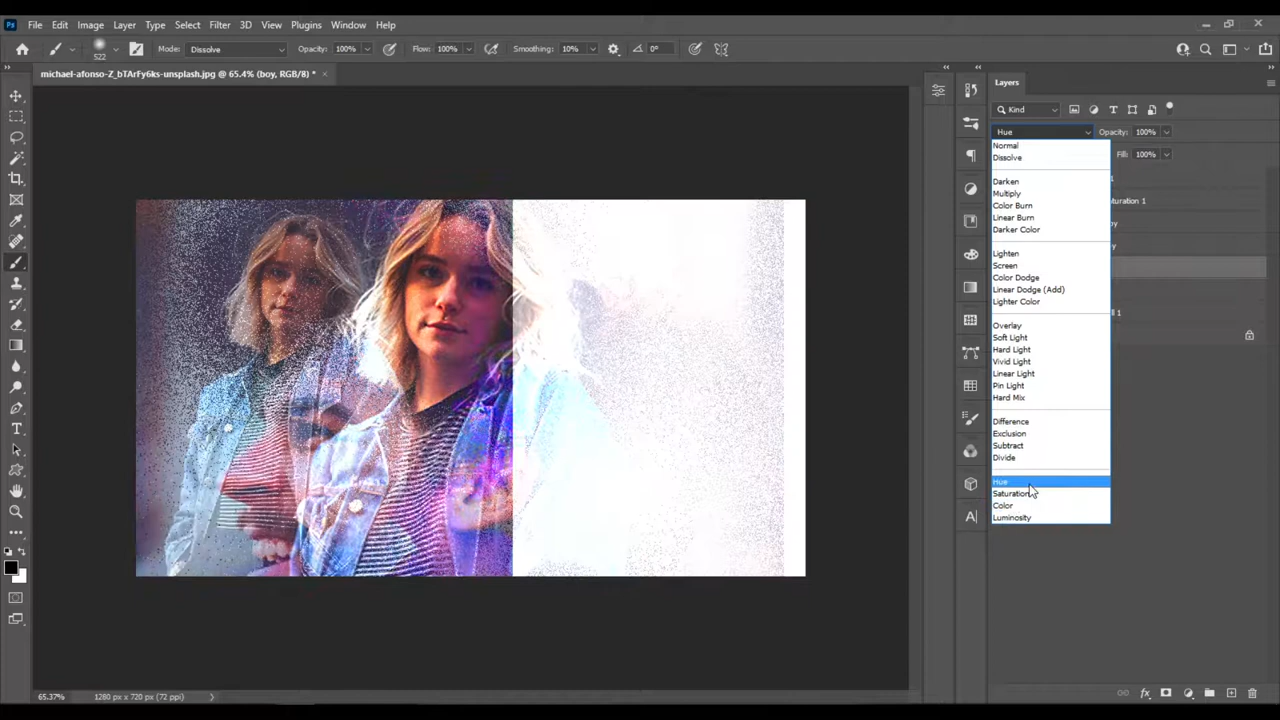 Ps File Edit Image Layer Type Select Filter 3D View Plugins Window Help
522 Mode: Dissolve Opacity: 100% Flow: 100% Smoothing: 10% 0°
michael-afonso-Z_bTArFy6ks-unsplash.jpg @ 65.4% (boy, RGB/8) * ×
Layers
Kind
Hue Opacity: 100%
Normal
Fill: 100%
Dissolve
Darken
Multiply
Color Burn
Linear Burn
Darker Color
Lighten
Screen
Color Dodge
Linear Dodge (Add)
Lighter Color
Overlay
Soft Light
Hard Light
Vivid Light
Linear Light
Pin Light
Hard Mix
Difference
Exclusion
Subtract
Divide
Hue
Saturation
Color
Luminosity
65.37% 1280 px x 720 px (72 ppi)